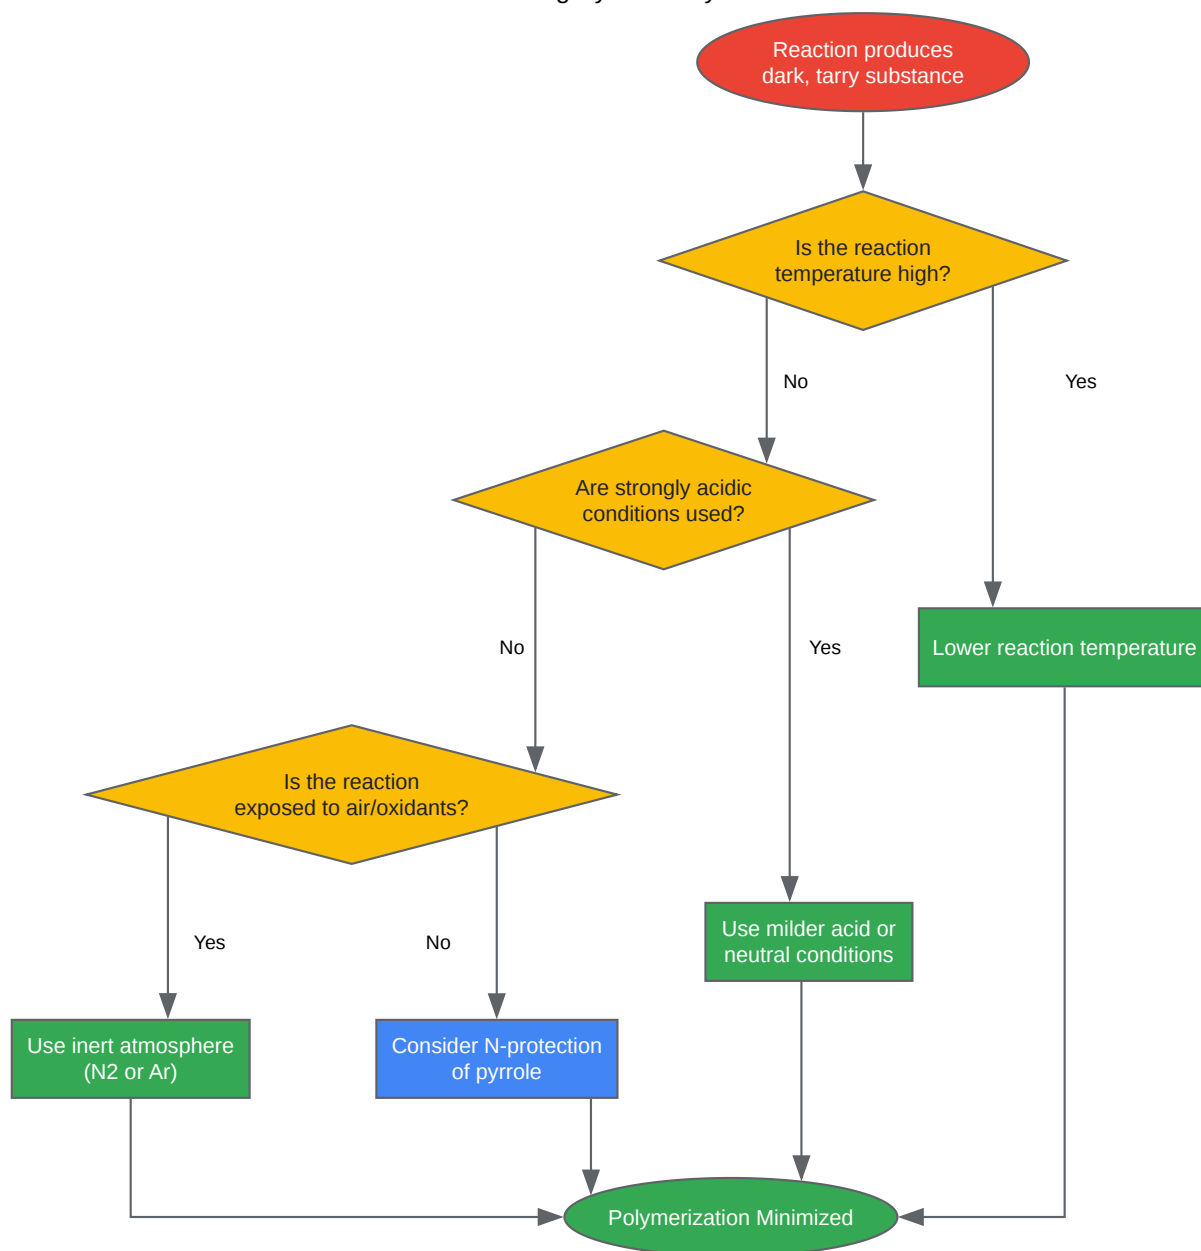 Reaction produces
dark, tarry substance
Is the reaction
temperature high?
No
Yes
Are strongly acidic
conditions used?
No
Yes
Lower reaction temperature
Is the reaction
exposed to air/oxidants?
Yes
No
Use milder acid or
neutral conditions
Use inert atmosphere
(N2 or Ar)
Consider N-protection
of pyrrole
Polymerization Minimized